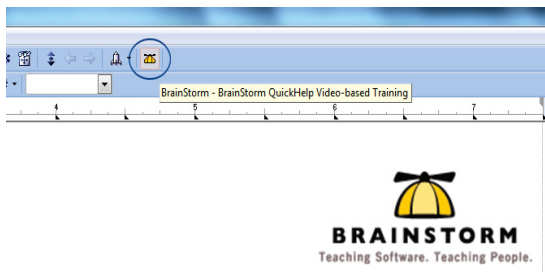 BrainStorm - BrainStorm QuickHelp Video-based Training
4 5 6 7
BRAINSTORM
Teaching Software. Teaching People.